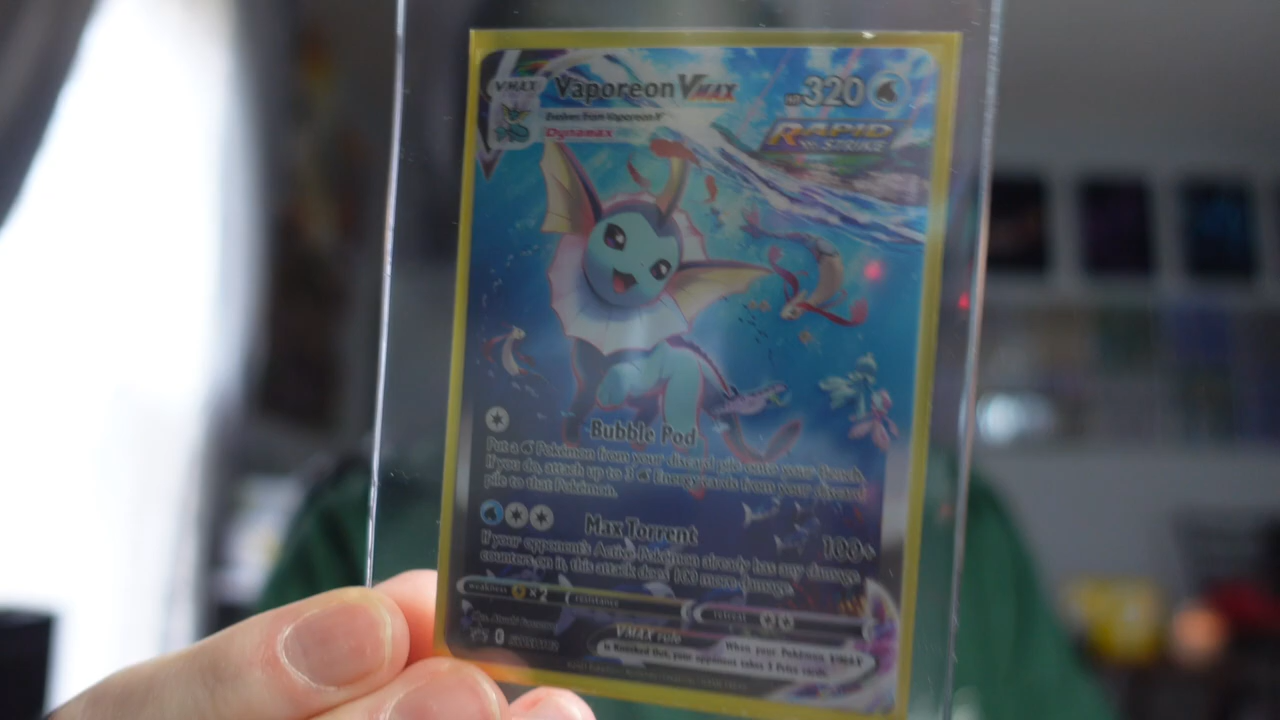 VMAX Vaporeon VMAX HP 320
Evolves from Vaporeon V
Dynamax
RAPID
STRIKE
Bubble Pod
Put a Pokémon from your discard pile onto your Bench.
If you do, attach up to 3 Energy cards from your discard
pile to that Pokémon.
Max Torrent 100+
If your opponent's Active Pokémon already has any damage
counters on it, this attack does 100 more damage.
weakness ×2 resistance retreat
VMAX rule When your Pokémon VMAX
is Knocked Out, your opponent takes 3 Prize cards.